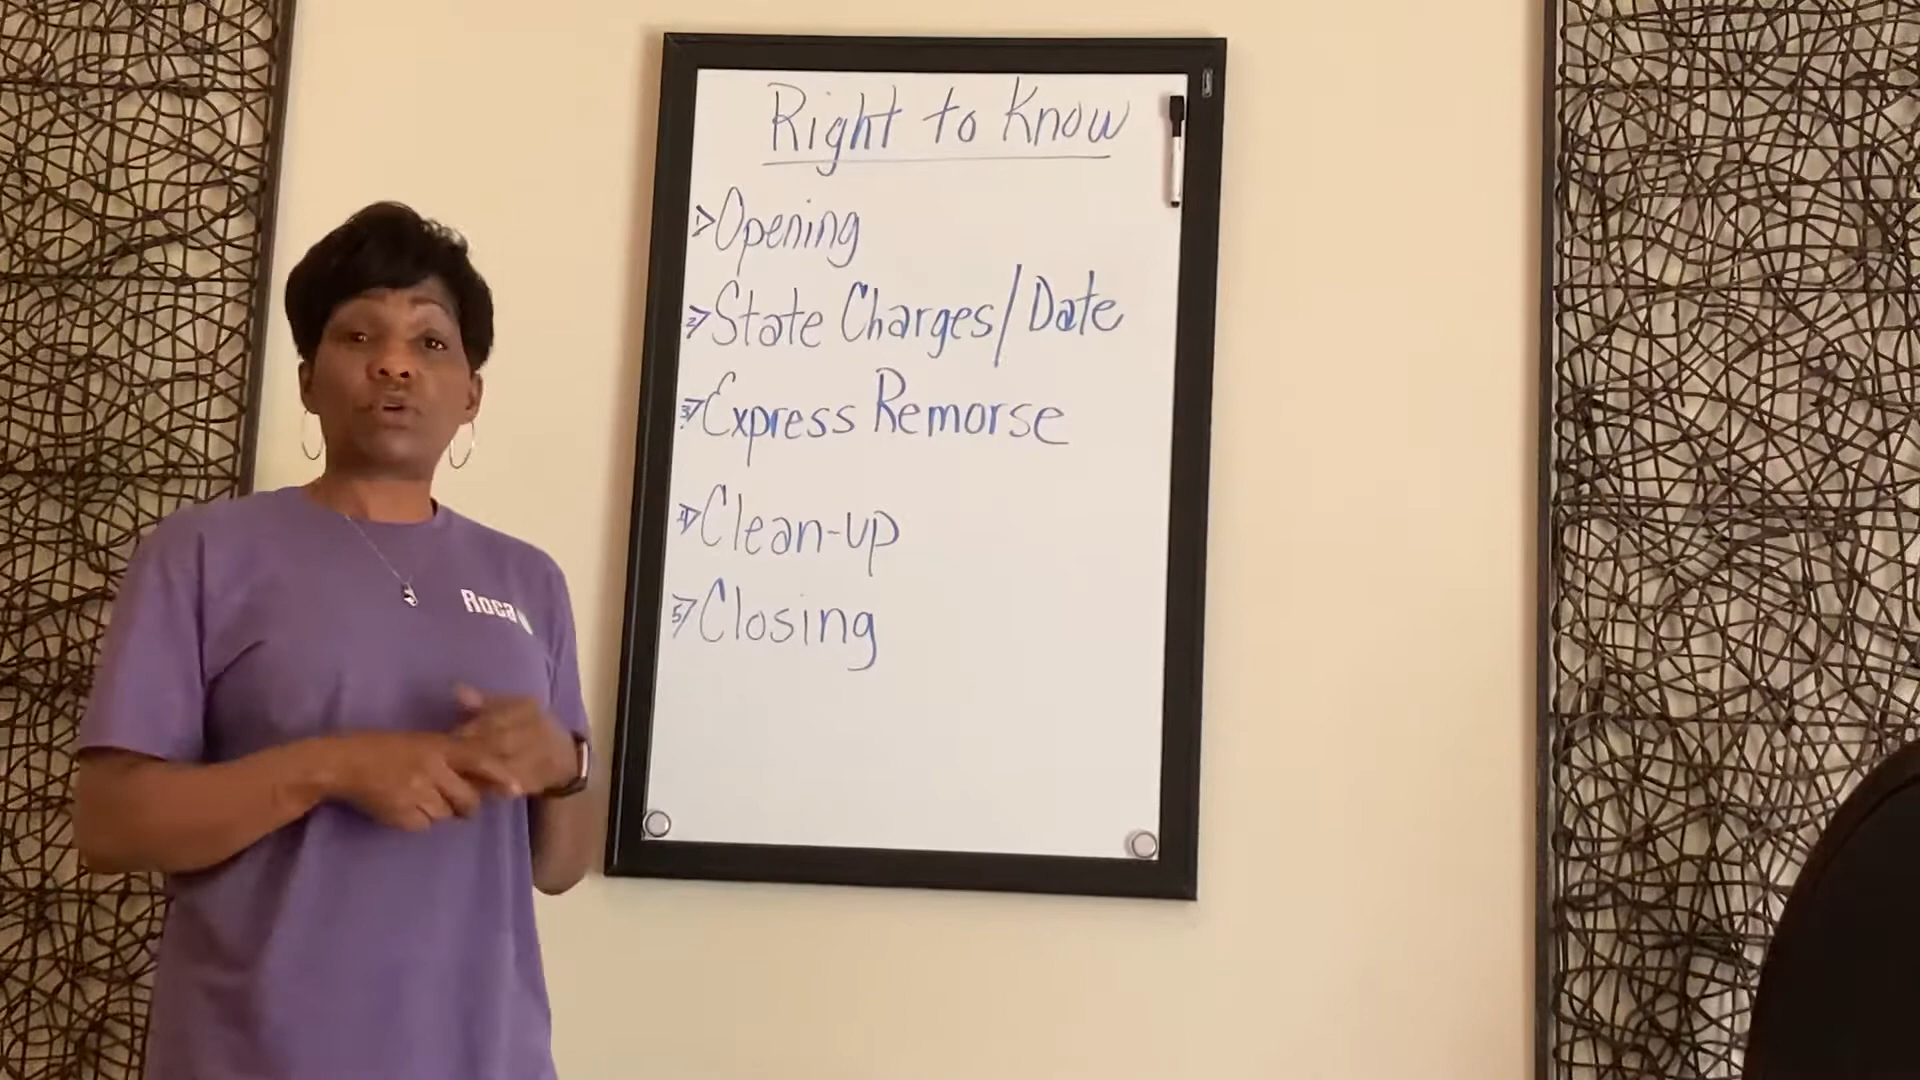 Right to Know
1> Opening
2> State Charges/Date
3> Express Remorse
4> Clean-up
5> Closing
Roca